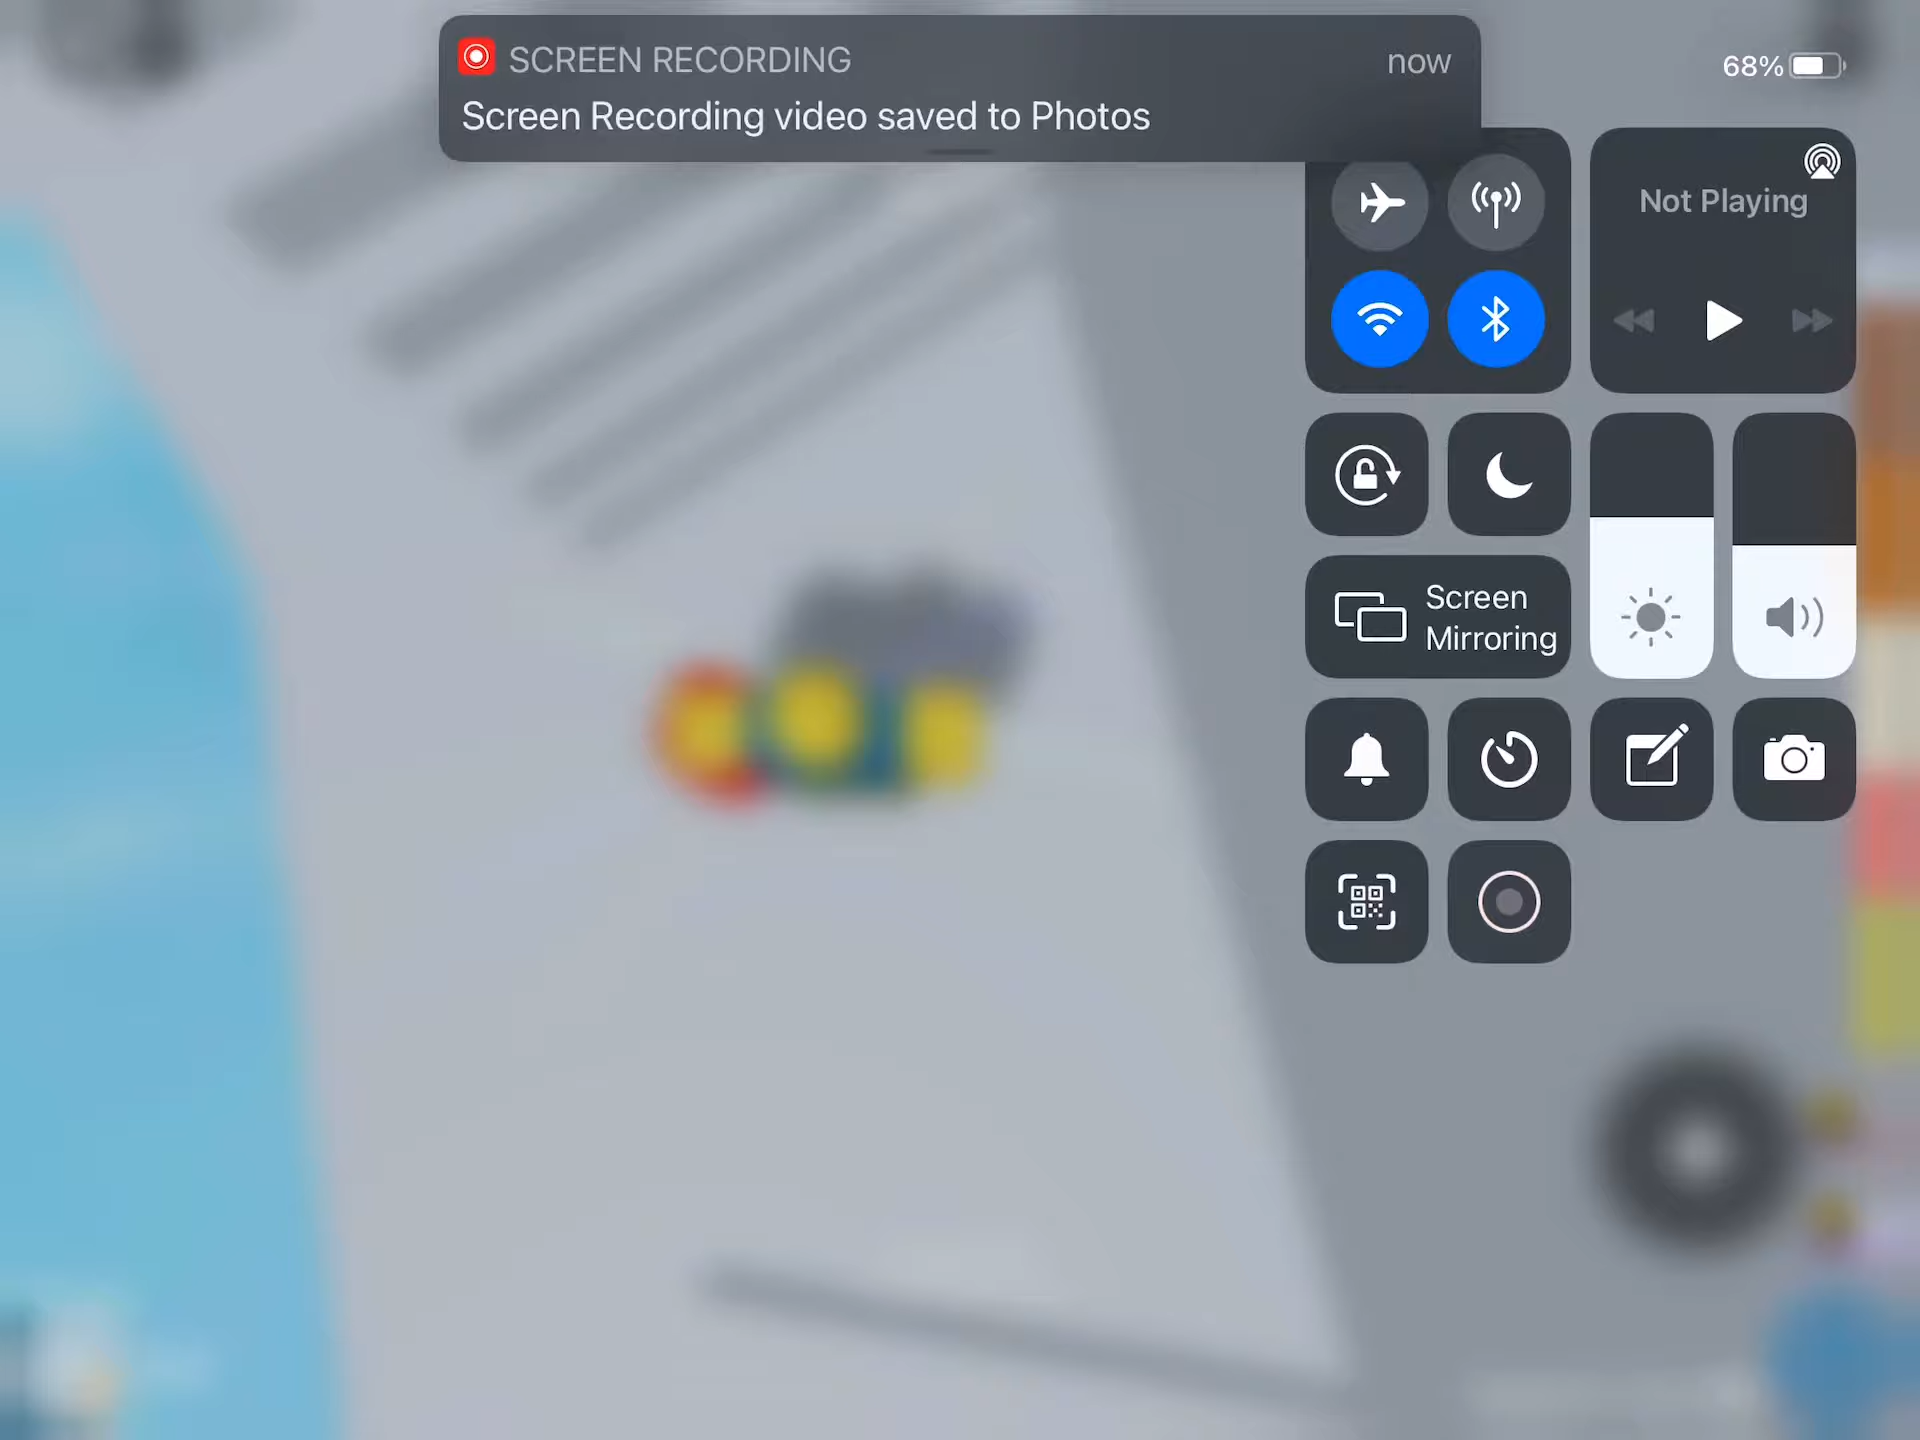 SCREEN RECORDING
now
Screen Recording video saved to Photos
68%
Not Playing
Screen
Mirroring